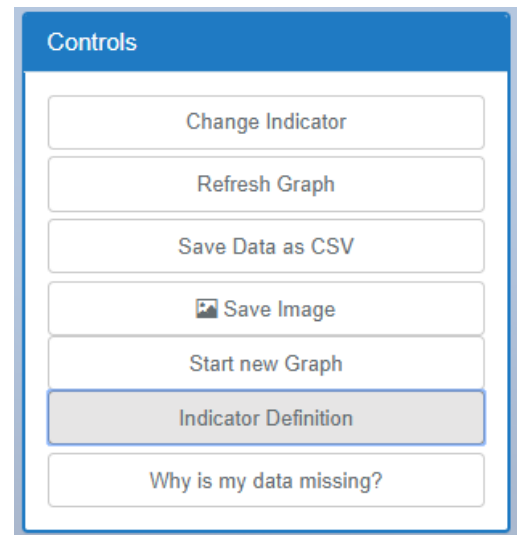 Controls
Change Indicator
Refresh Graph
Save Data as CSV
Save Image
Start new Graph
Indicator Definition
Why is my data missing?